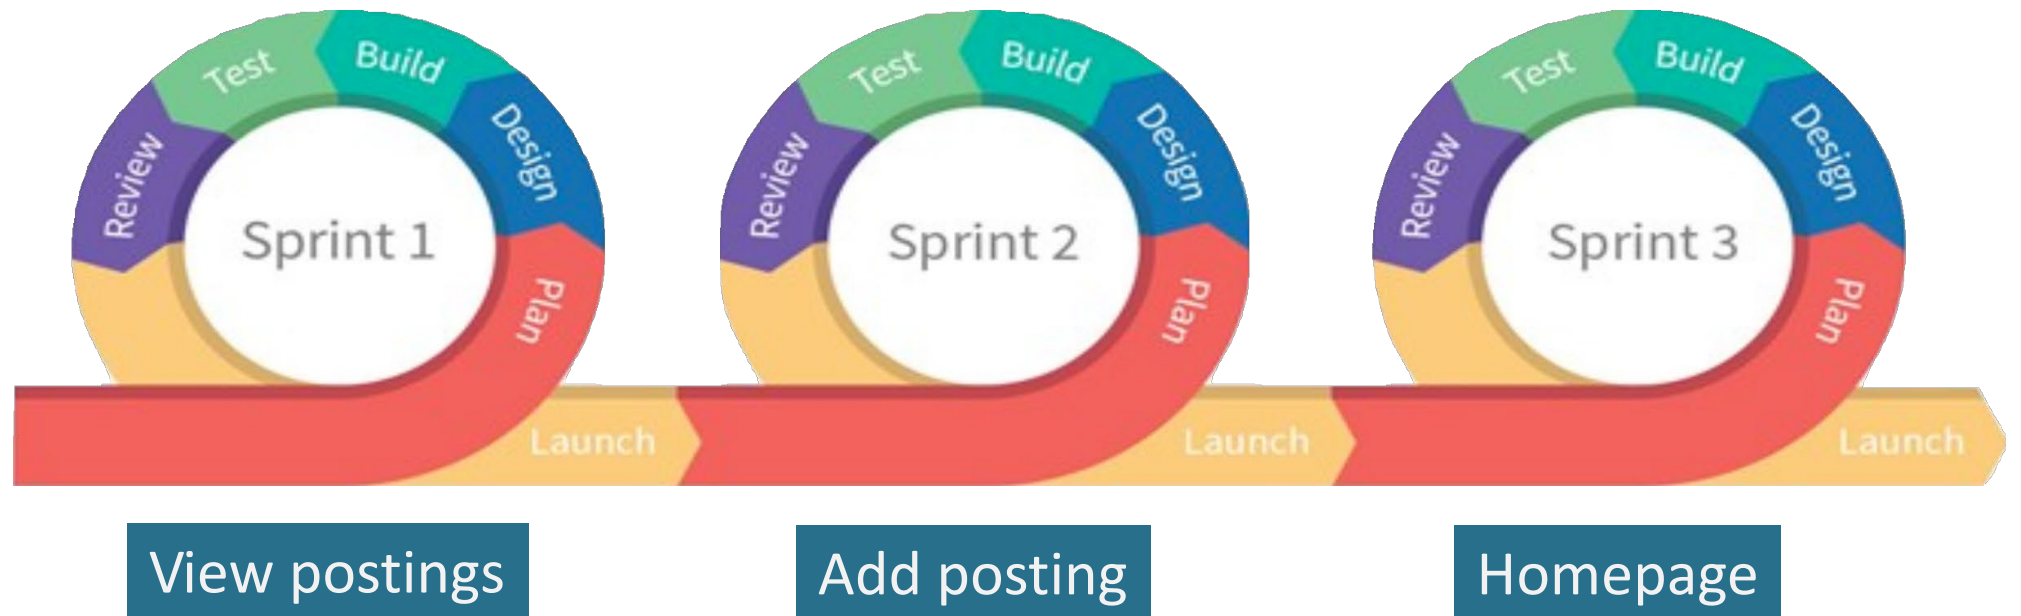 Sprint 1
Plan
Design
Build
Test
Review
Launch
Sprint 2
Plan
Design
Build
Test
Review
Launch
Sprint 3
Plan
Design
Build
Test
Review
Launch
View postings
Add posting
Homepage